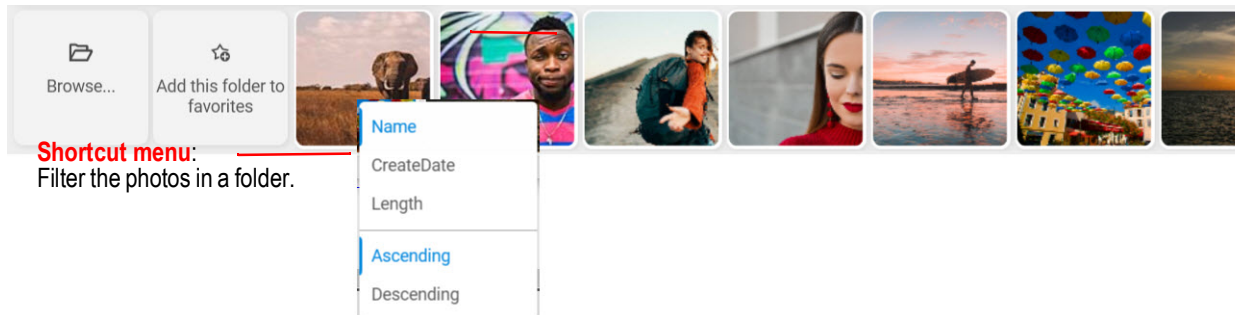 Browse...
Add this folder to
favorites
Shortcut menu:
Filter the photos in a folder.
Name
CreateDate
Length
Ascending
Descending